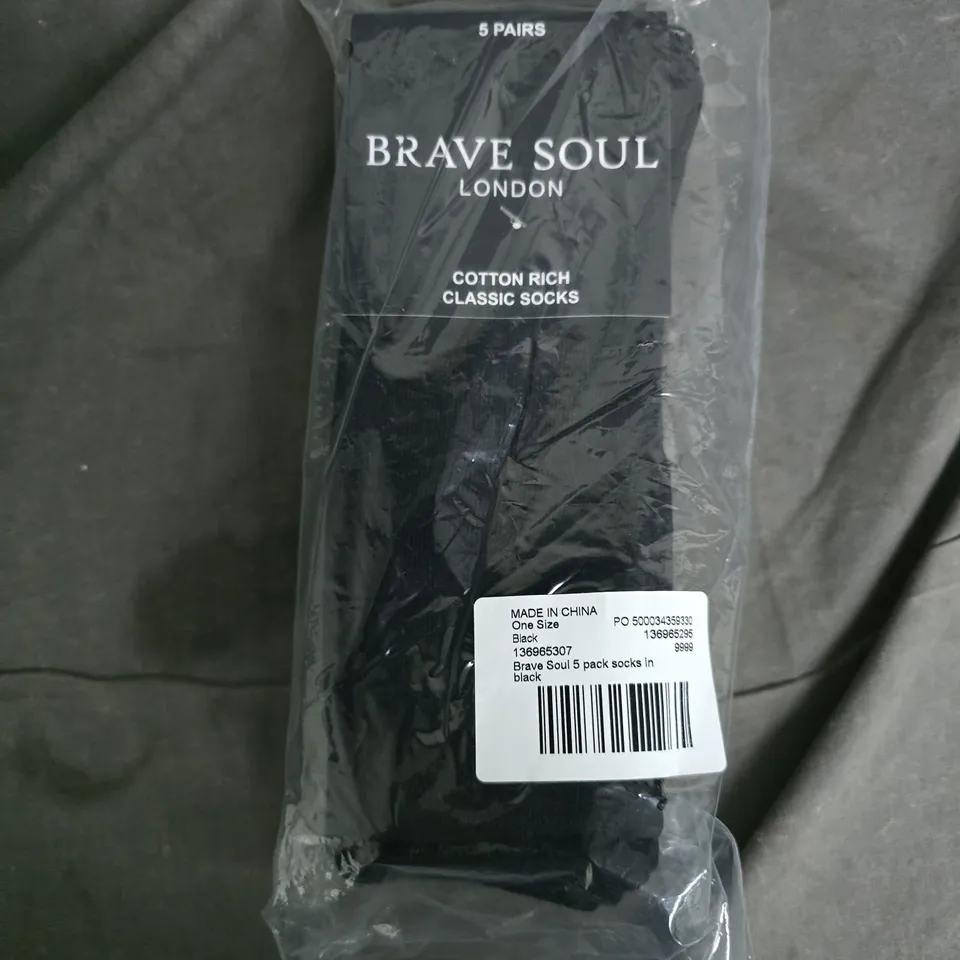 5 PAIRS
BRAVE SOUL
LONDON
COTTON RICH
CLASSIC SOCKS
MADE IN CHINA
One Size PO 500034359330
Black 136965295
136965307 9999
Brave Soul 5 pack socks in
black